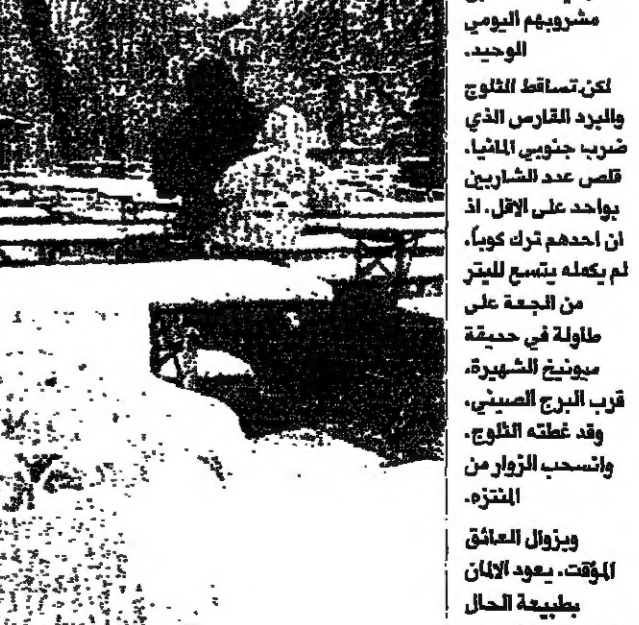 مشروبهم اليومي
الوحيد.
لكن تساقط الثلوج
والبرد القارس الذي
ضرب جنوبي المانيا،
قلص عدد الشاربين
بواحد على الاقل، اذ
ان احدهم ترك كوباً،
لم يكمله يتسع لليتر
من الجعة على
طاولة في حديقة
ميونيخ الشهيرة،
قرب البرج الصيني،
وقد غطته الثلوج،
وانسحب الزوار من
المنتزه.
ويزوال العائق
المؤقت، يعود الالمان
بطبيعة الحال